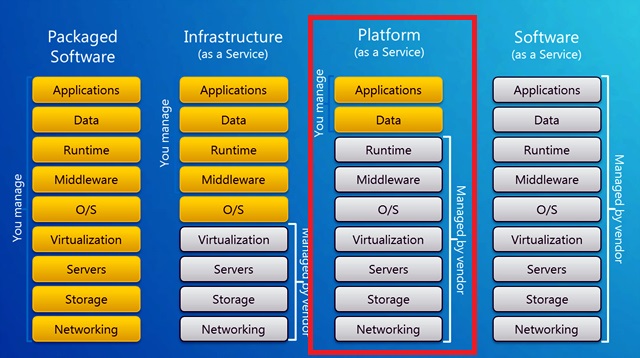 Packaged
Software
Applications
Data
Runtime
Middleware
O/S
Virtualization
Servers
Storage
Networking
You manage
Infrastructure
(as a Service)
Applications
Data
Runtime
Middleware
O/S
Virtualization
Servers
Storage
Networking
You manage
Managed by vendor
Platform
(as a Service)
Applications
Data
Runtime
Middleware
O/S
Virtualization
Servers
Storage
Networking
You manage
Managed by vendor
Software
(as a Service)
Applications
Data
Runtime
Middleware
O/S
Virtualization
Servers
Storage
Networking
Managed by vendor